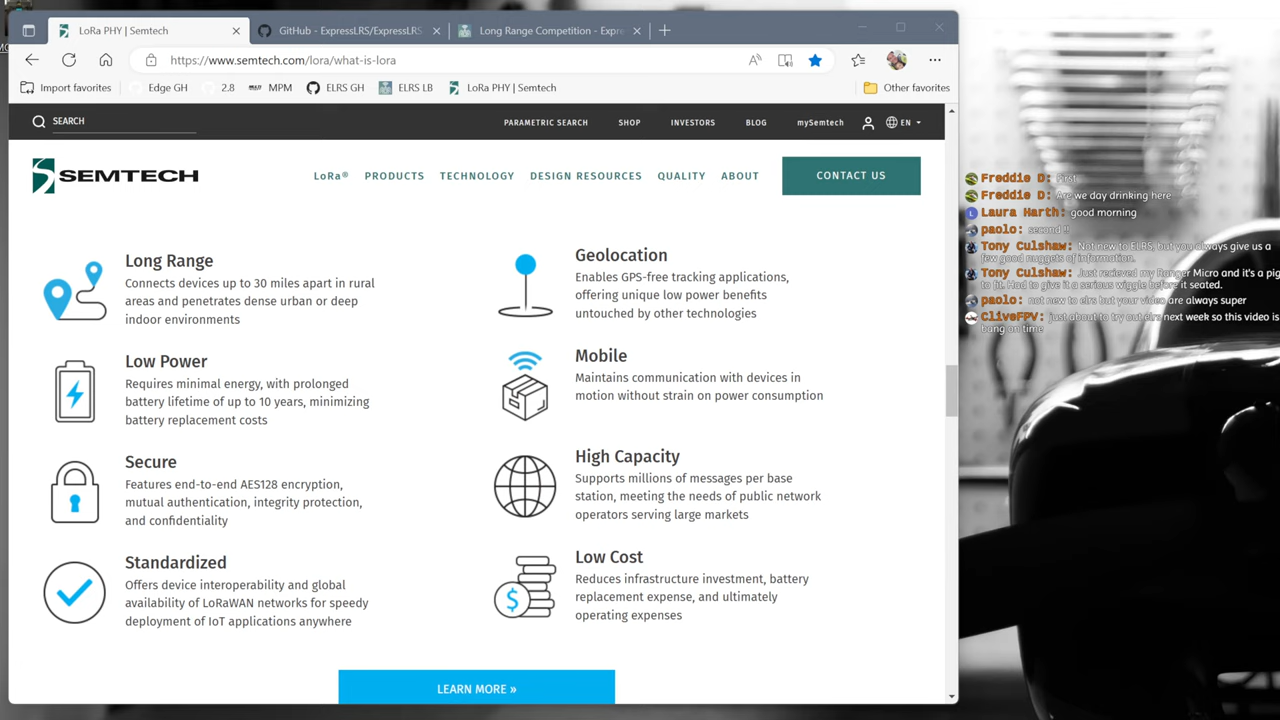 LoRa PHY | Semtech
GitHub - ExpressLRS/ExpressLRS
Long Range Competition - Expre
https://www.semtech.com/lora/what-is-lora
Import favorites
Edge GH
2.8
MPM
ELRS GH
ELRS LB
LoRa PHY | Semtech
Other favorites
SEARCH
PARAMETRIC SEARCH
SHOP
INVESTORS
BLOG
mySemtech
EN
SEMTECH
LoRa®
PRODUCTS
TECHNOLOGY
DESIGN RESOURCES
QUALITY
ABOUT
CONTACT US
Long Range
Connects devices up to 30 miles apart in rural
areas and penetrates dense urban or deep
indoor environments
Low Power
Requires minimal energy, with prolonged
battery lifetime of up to 10 years, minimizing
battery replacement costs
Secure
Features end-to-end AES128 encryption,
mutual authentication, integrity protection,
and confidentiality
Standardized
Offers device interoperability and global
availability of LoRaWAN networks for speedy
deployment of IoT applications anywhere
Geolocation
Enables GPS-free tracking applications,
offering unique low power benefits
untouched by other technologies
Mobile
Maintains communication with devices in
motion without strain on power consumption
High Capacity
Supports millions of messages per base
station, meeting the needs of public network
operators serving large markets
Low Cost
Reduces infrastructure investment, battery
replacement expense, and ultimately
operating expenses
LEARN MORE »
Freddie D: First
Freddie D: Are we day drinking here
Laura Harth: good morning
paolo: second !!
Tony Culshaw: Not new to ELRS, but you always give us a
few good nuggets of information.
Tony Culshaw: Just recieved my Ranger Micro and it's a pig
to fit. Had to give it a serious wiggle before it seated.
paolo: not new to elrs but your video are always super
CliveFPV: just about to try out elrs next week so this video is
bang on time